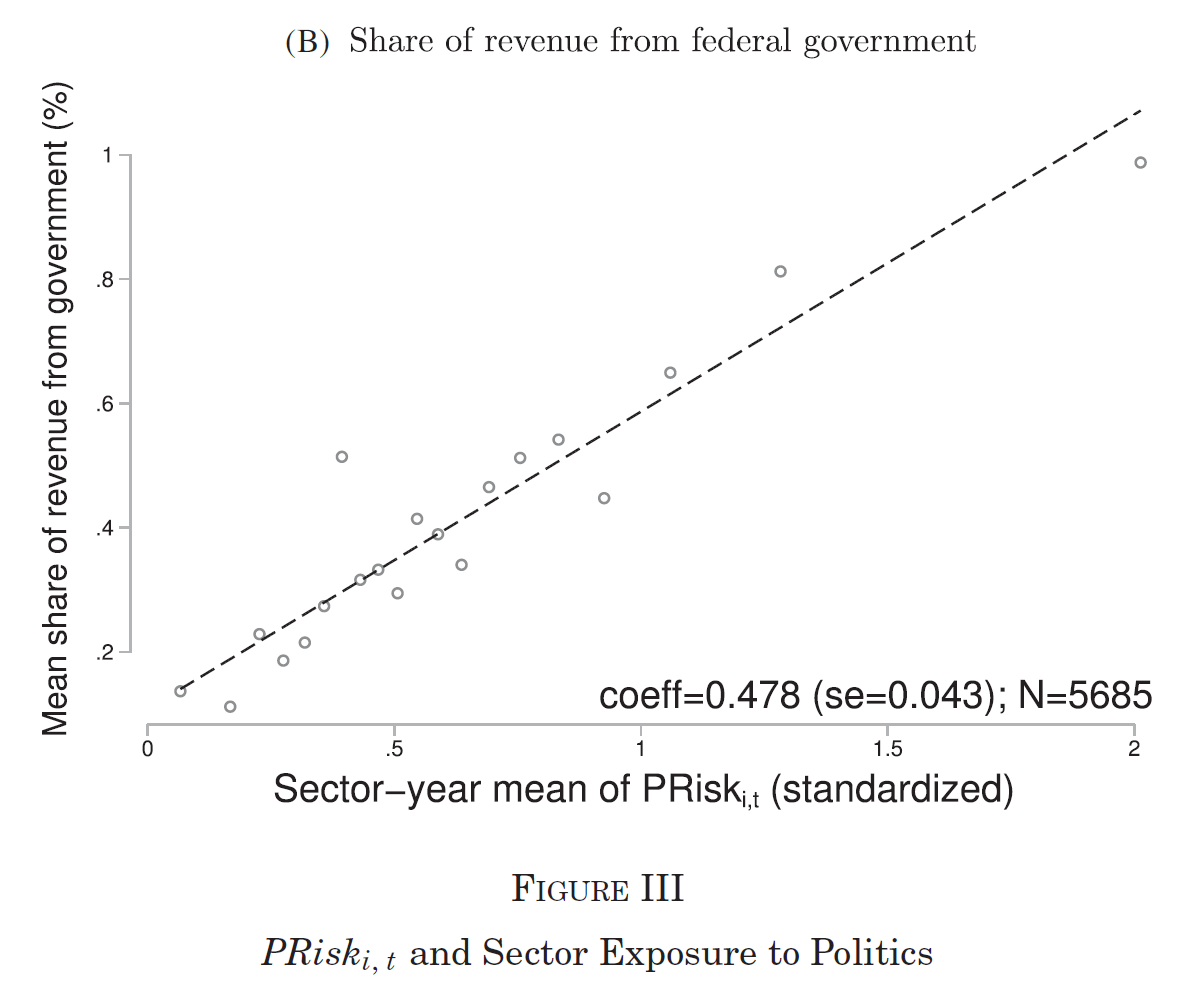 (B) Share of revenue from federal government
Mean share of revenue from government (%)
1
.8
.6
.4
.2
coeff=0.478 (se=0.043); N=5685
0 .5 1 1.5 2
Sector−year mean of PRiski,t (standardized)
FIGURE III
PRiski, t and Sector Exposure to Politics